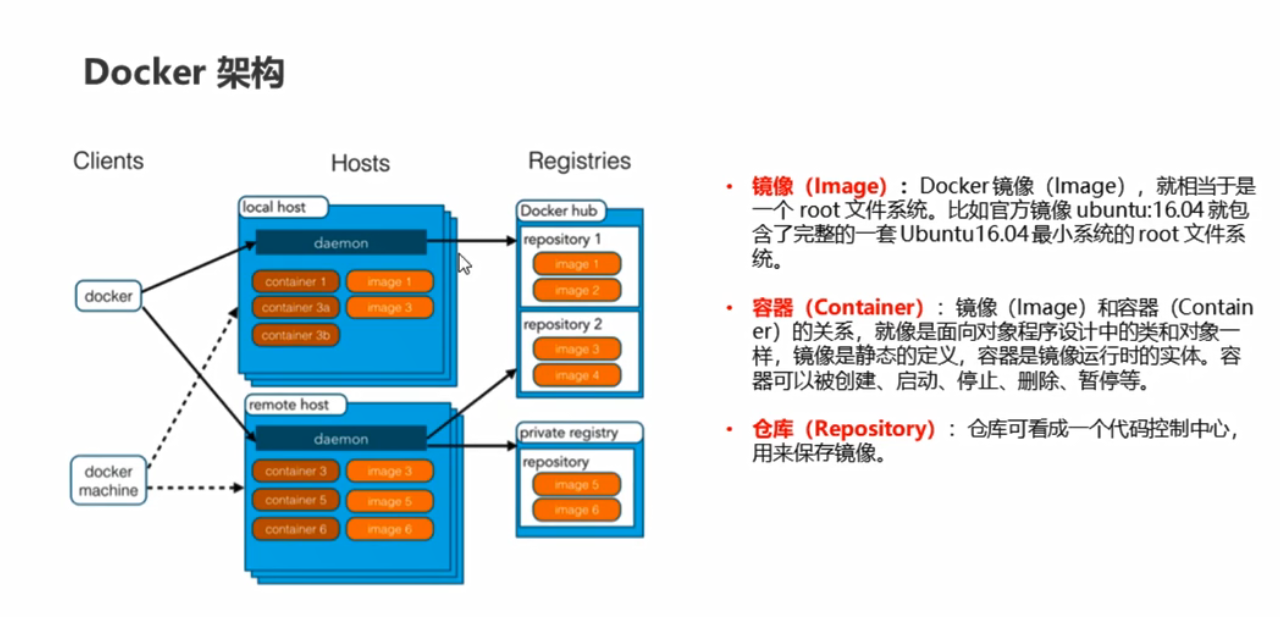 Docker 架构
Clients
Hosts
Registries
docker
docker
machine
local host
daemon
container 1
image 1
container 3a
image 3
container 3b
remote host
daemon
container 3
image 3
container 5
image 5
container 6
image 6
Docker hub
repository 1
image 1
image 2
repository 2
image 3
image 4
private registry
repository
image 5
image 6
• 镜像（Image）：Docker 镜像（Image），就相当于是
一个 root 文件系统。比如官方镜像 ubuntu:16.04 就包
含了完整的一套 Ubuntu16.04 最小系统的 root 文件系
统。
• 容器（Container）：镜像（Image）和容器（Contain
er）的关系，就像是面向对象程序设计中的类和对象一
样，镜像是静态的定义，容器是镜像运行时的实体。容
器可以被创建、启动、停止、删除、暂停等。
• 仓库（Repository）：仓库可看成一个代码控制中心，
用来保存镜像。